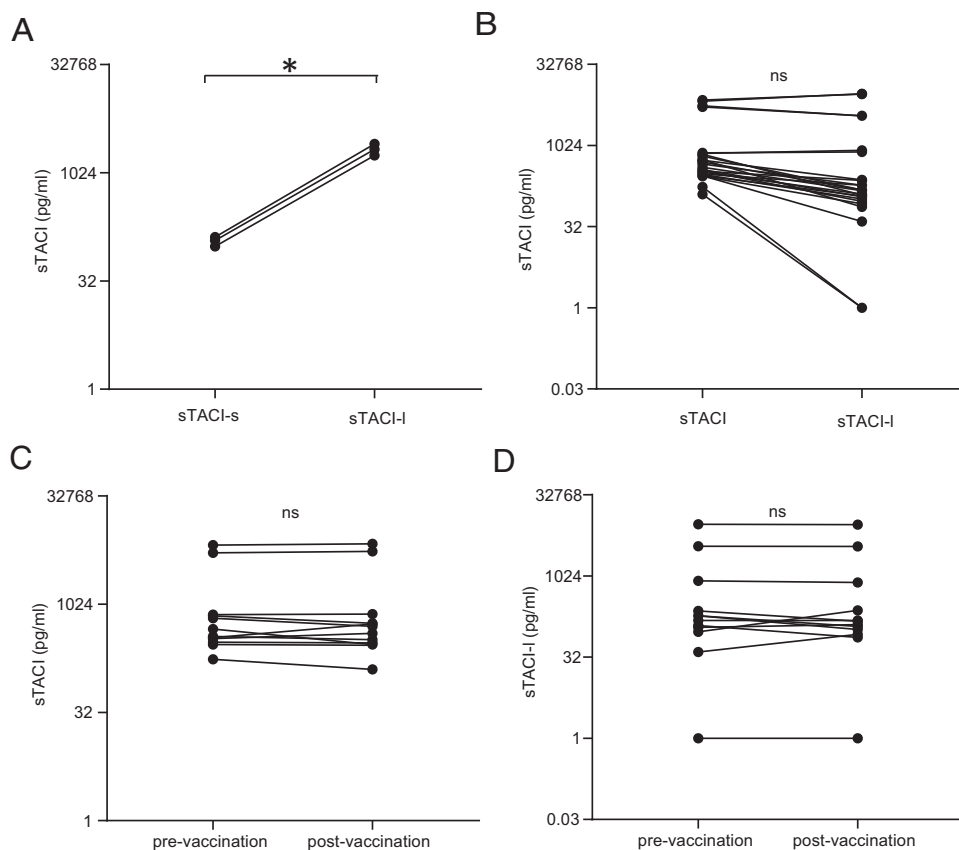 A
32768
*
1024
sTACI (pg/ml)
32
1
sTACI-s
sTACI-l
B
32768
ns
1024
sTACI (pg/ml)
32
1
0.03
sTACI
sTACI-l
C
32768
ns
1024
sTACI (pg/ml)
32
1
pre-vaccination
post-vaccination
D
32768
ns
1024
sTACI-l (pg/ml)
32
1
0.03
pre-vaccination
post-vaccination